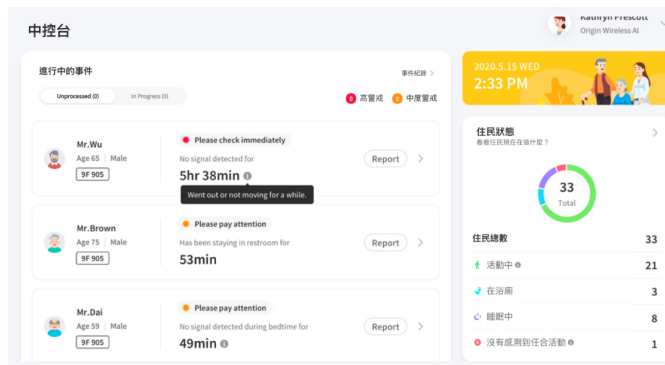 中控台
Kathryn Prescott
Origin Wireless AI
進行中的事件
事件紀錄 >
Unprocessed (0)
In Progress (0)
0 高警戒
0 中度警戒
Mr.Wu
Age 65 Male
9F 905
Please check immediately
No signal detected for
5hr 38min
Report
Went out or not moving for a while.
Mr.Brown
Age 75 Male
9F 905
Please pay attention
Has been staying in restroom for
53min
Report
Mr.Dai
Age 59 Male
9F 905
Please pay attention
No signal detected during bedtime for
49min
Report
2020.5.15 WED
2:33 PM
住民狀態
看看住民現在在做什麼？
33
Total
住民總數 33
活動中 21
在浴廁 3
睡眠中 8
沒有感測到任合活動 1